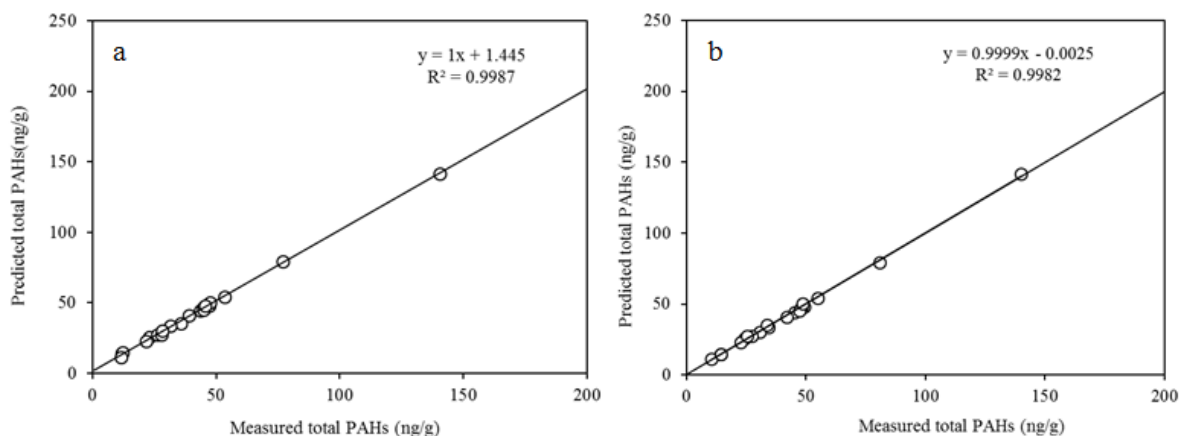 a
y = 1x + 1.445
R² = 0.9987
250
200
150
100
50
0
Predicted total PAHs(ng/g)
0 50 100 150 200
Measured total PAHs (ng/g)
b
y = 0.9999x - 0.0025
R² = 0.9982
250
200
150
100
50
0
Predicted total PAHs (ng/g)
0 50 100 150 200
Measured total PAHs (ng/g)